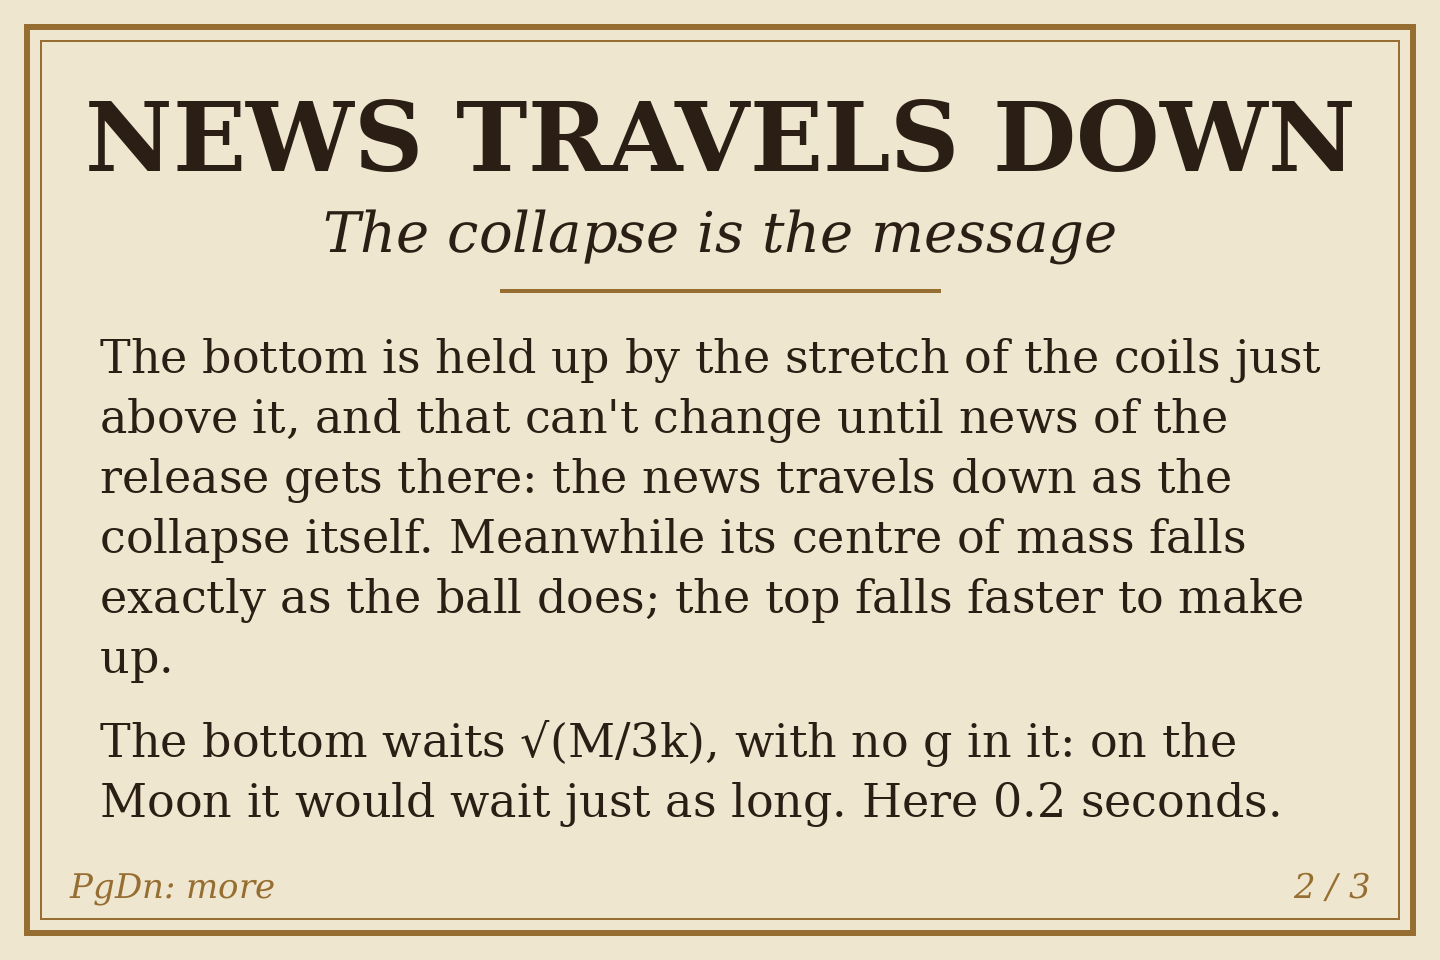 NEWS TRAVELS DOWN
The collapse is the message
The bottom is held up by the stretch of the coils just
above it, and that can't change until news of the
release gets there: the news travels down as the
collapse itself. Meanwhile its centre of mass falls
exactly as the ball does; the top falls faster to make
up.
The bottom waits √(M/3k), with no g in it: on the
Moon it would wait just as long. Here 0.2 seconds.
PgDn: more
2 / 3